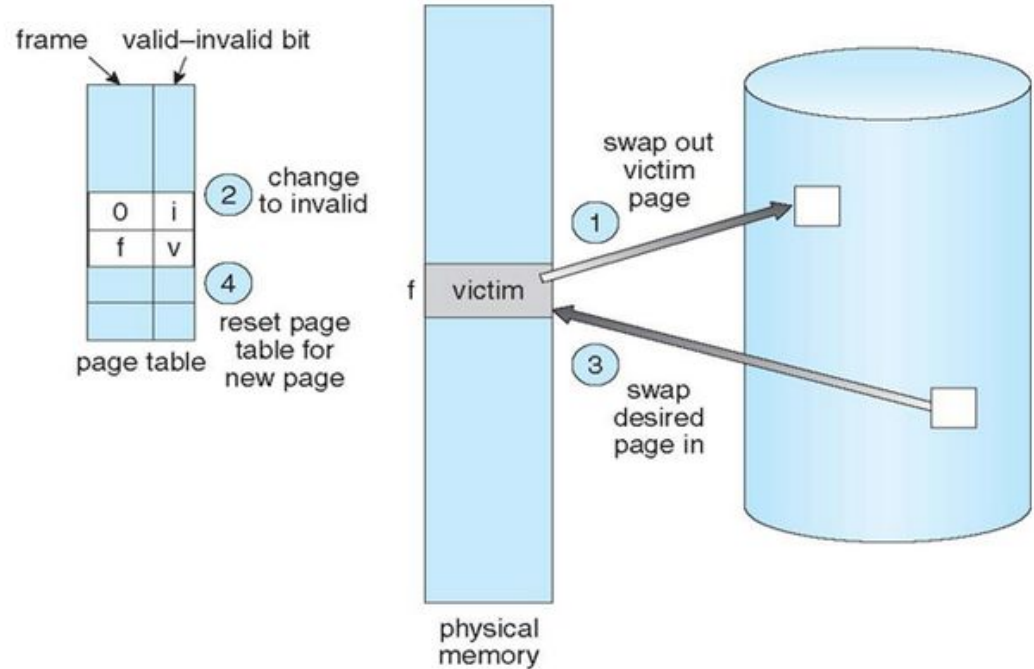 frame
valid–invalid bit
0
i
f
v
2
change
to invalid
4
reset page
table for
new page
page table
f
victim
physical
memory
1
swap out
victim
page
3
swap
desired
page in